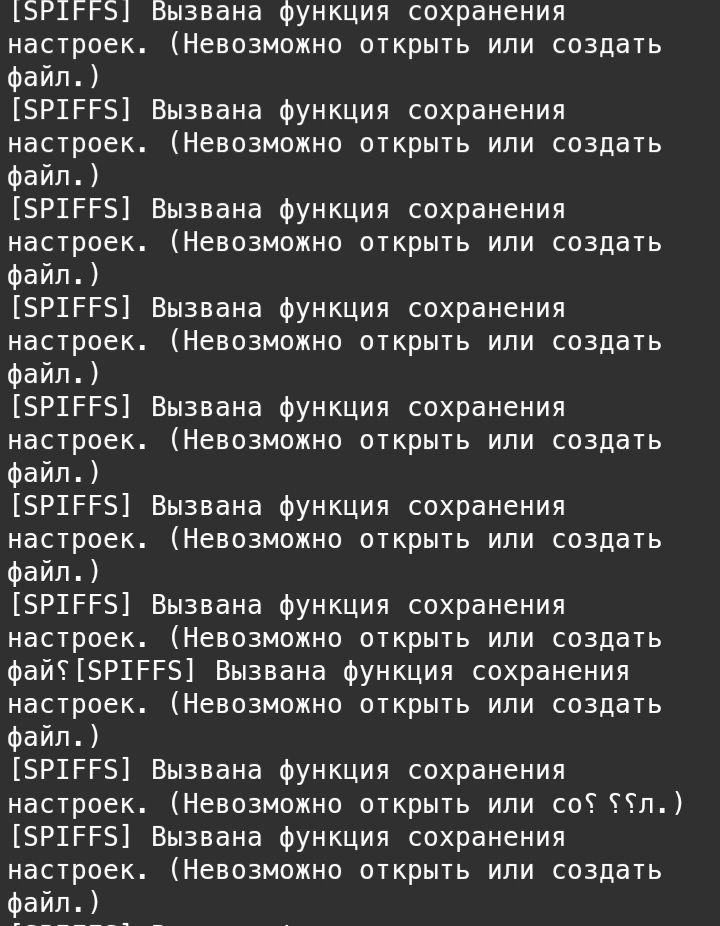 [SPIFFS] Вызвана функция сохранения
настроек. (Невозможно открыть или создать
файл.)
[SPIFFS] Вызвана функция сохранения
настроек. (Невозможно открыть или создать
файл.)
[SPIFFS] Вызвана функция сохранения
настроек. (Невозможно открыть или создать
файл.)
[SPIFFS] Вызвана функция сохранения
настроек. (Невозможно открыть или создать
файл.)
[SPIFFS] Вызвана функция сохранения
настроек. (Невозможно открыть или создать
файл.)
[SPIFFS] Вызвана функция сохранения
настроек. (Невозможно открыть или создать
файл.)
[SPIFFS] Вызвана функция сохранения
настроек. (Невозможно открыть или создать
фай⸮[SPIFFS] Вызвана функция сохранения
настроек. (Невозможно открыть или создать
файл.)
[SPIFFS] Вызвана функция сохранения
настроек. (Невозможно открыть или со⸮ ⸮⸮л.)
[SPIFFS] Вызвана функция сохранения
настроек. (Невозможно открыть или создать
файл.)